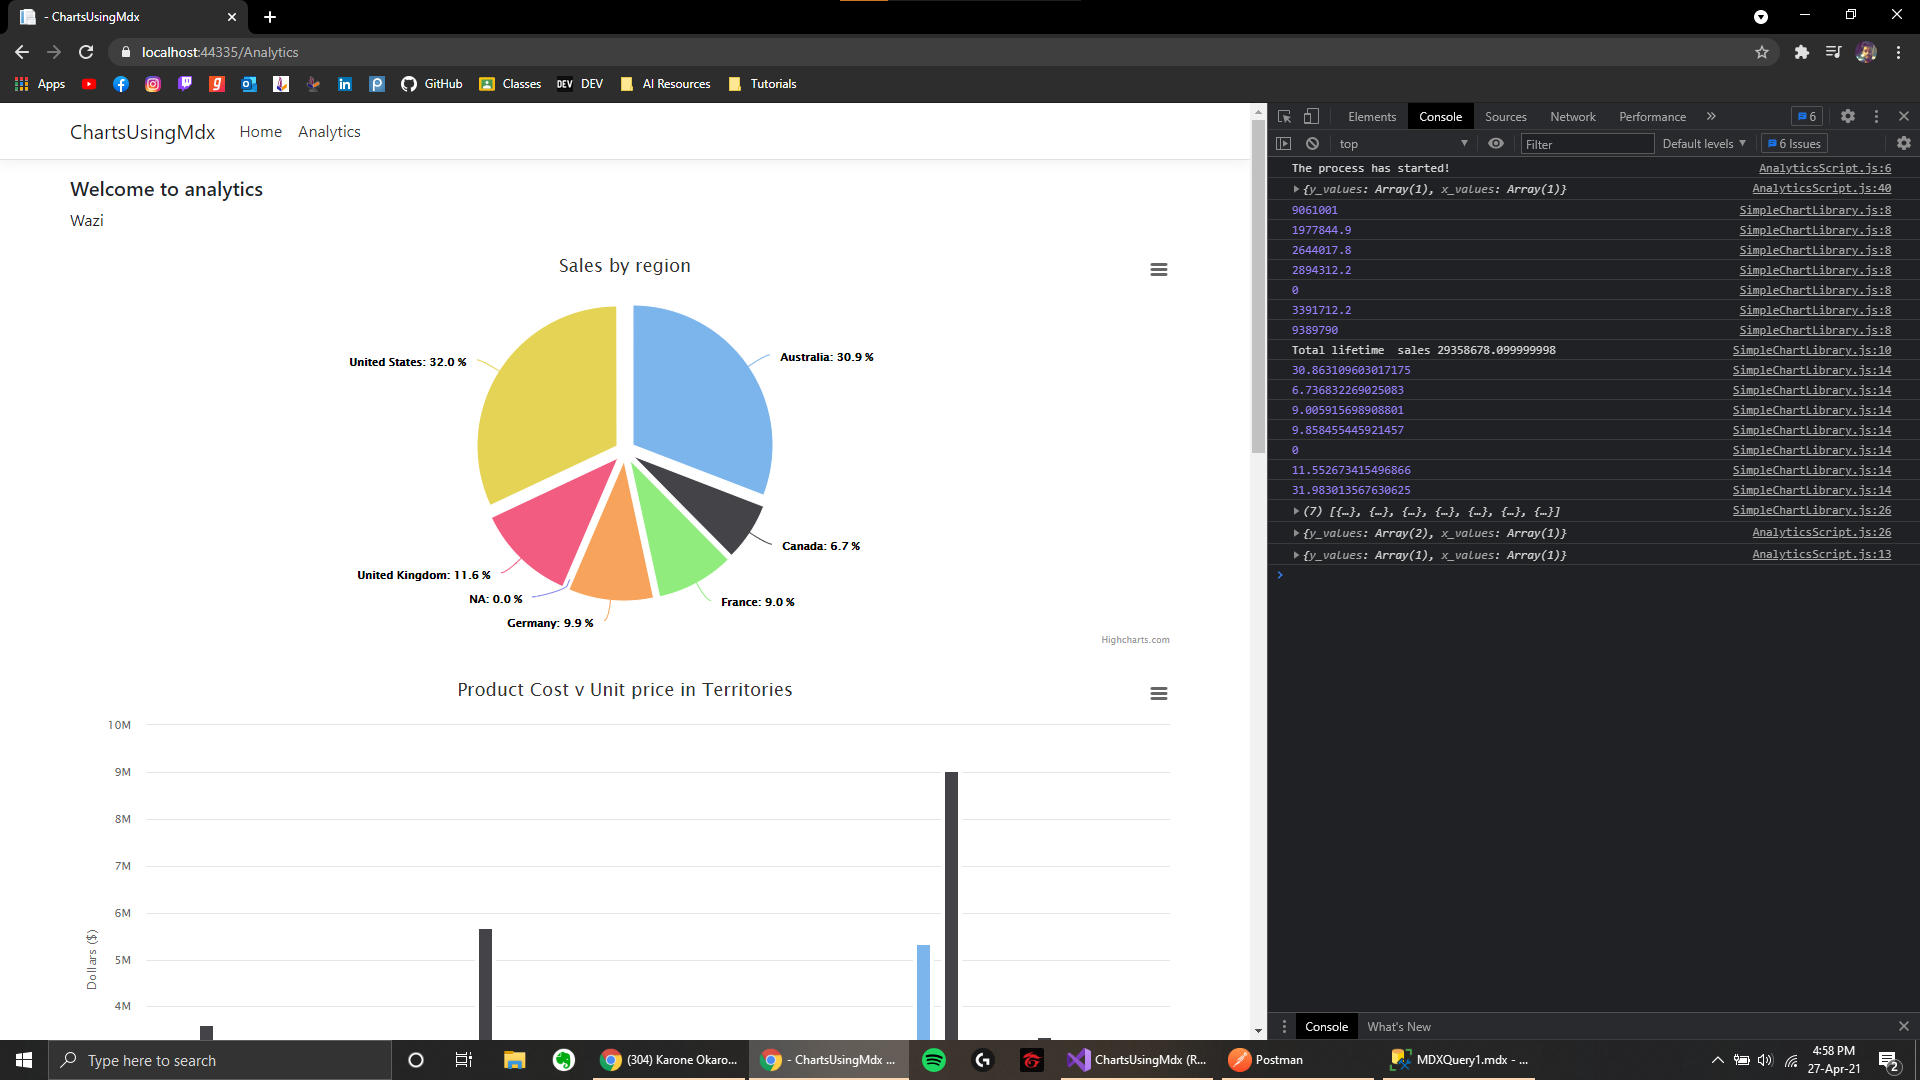 - ChartsUsingMdx
localhost:44335/Analytics
Apps
GitHub
Classes
DEV DEV
AI Resources
Tutorials
ChartsUsingMdx Home Analytics
Welcome to analytics
Wazi
Sales by region
United States: 32.0 %
Australia: 30.9 %
Canada: 6.7 %
United Kingdom: 11.6 %
NA: 0.0 %
France: 9.0 %
Germany: 9.9 %
Highcharts.com
Product Cost v Unit price in Territories
10M
9M
8M
7M
6M
5M
4M
Dollars ($)
Elements Console Sources Network Performance » 6
top Filter Default levels 6 Issues
The process has started! AnalyticsScript.js:6
{y_values: Array(1), x_values: Array(1)} AnalyticsScript.js:40
9061001 SimpleChartLibrary.js:8
1977844.9 SimpleChartLibrary.js:8
2644017.8 SimpleChartLibrary.js:8
2894312.2 SimpleChartLibrary.js:8
0 SimpleChartLibrary.js:8
3391712.2 SimpleChartLibrary.js:8
9389790 SimpleChartLibrary.js:8
Total lifetime  sales 29358678.099999998 SimpleChartLibrary.js:10
30.863109603017175 SimpleChartLibrary.js:14
6.736832269025083 SimpleChartLibrary.js:14
9.005915698908801 SimpleChartLibrary.js:14
9.858455445921457 SimpleChartLibrary.js:14
0 SimpleChartLibrary.js:14
11.552673415496866 SimpleChartLibrary.js:14
31.983013567630625 SimpleChartLibrary.js:14
(7) [{…}, {…}, {…}, {…}, {…}, {…}, {…}] SimpleChartLibrary.js:26
{y_values: Array(2), x_values: Array(1)} AnalyticsScript.js:26
{y_values: Array(1), x_values: Array(1)} AnalyticsScript.js:13
Console What's New
Type here to search
(304) Karone Okaro...
- ChartsUsingMdx ...
ChartsUsingMdx (R...
Postman
MDXQuery1.mdx - ...
4:58 PM
27-Apr-21
2